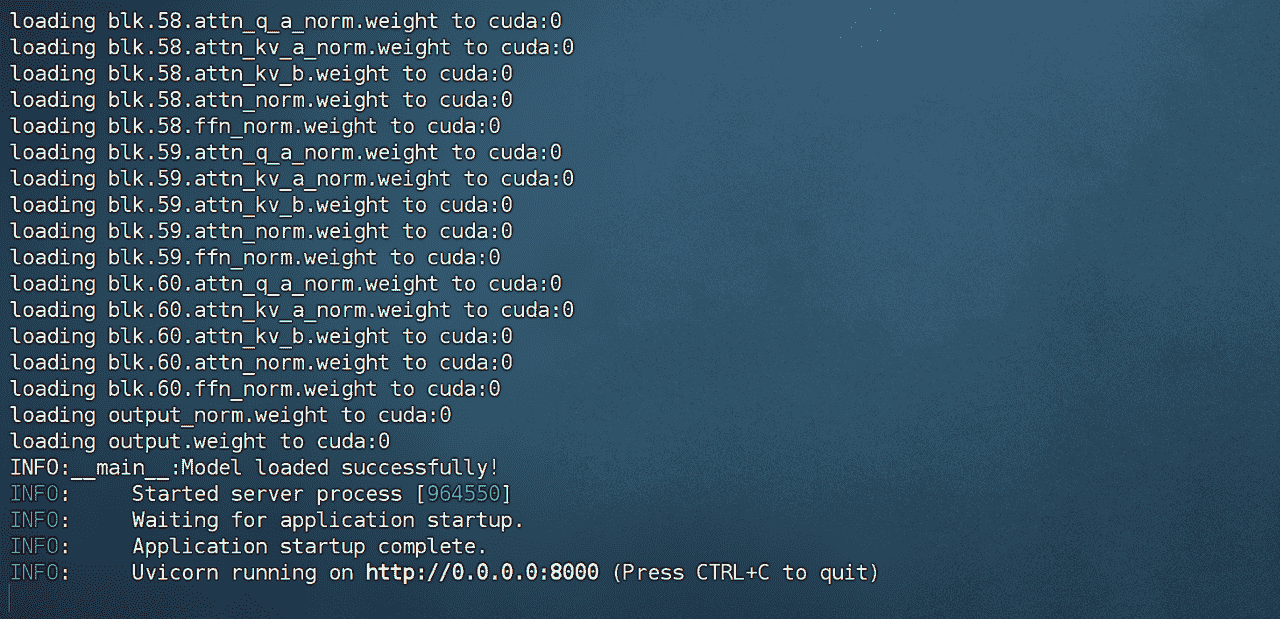 loading blk.58.attn_q_a_norm.weight to cuda:0
loading blk.58.attn_kv_a_norm.weight to cuda:0
loading blk.58.attn_kv_b.weight to cuda:0
loading blk.58.attn_norm.weight to cuda:0
loading blk.58.ffn_norm.weight to cuda:0
loading blk.59.attn_q_a_norm.weight to cuda:0
loading blk.59.attn_kv_a_norm.weight to cuda:0
loading blk.59.attn_kv_b.weight to cuda:0
loading blk.59.attn_norm.weight to cuda:0
loading blk.59.ffn_norm.weight to cuda:0
loading blk.60.attn_q_a_norm.weight to cuda:0
loading blk.60.attn_kv_a_norm.weight to cuda:0
loading blk.60.attn_kv_b.weight to cuda:0
loading blk.60.attn_norm.weight to cuda:0
loading blk.60.ffn_norm.weight to cuda:0
loading output_norm.weight to cuda:0
loading output.weight to cuda:0
INFO:__main__:Model loaded successfully!
INFO:     Started server process [964550]
INFO:     Waiting for application startup.
INFO:     Application startup complete.
INFO:     Uvicorn running on http://0.0.0.0:8000 (Press CTRL+C to quit)